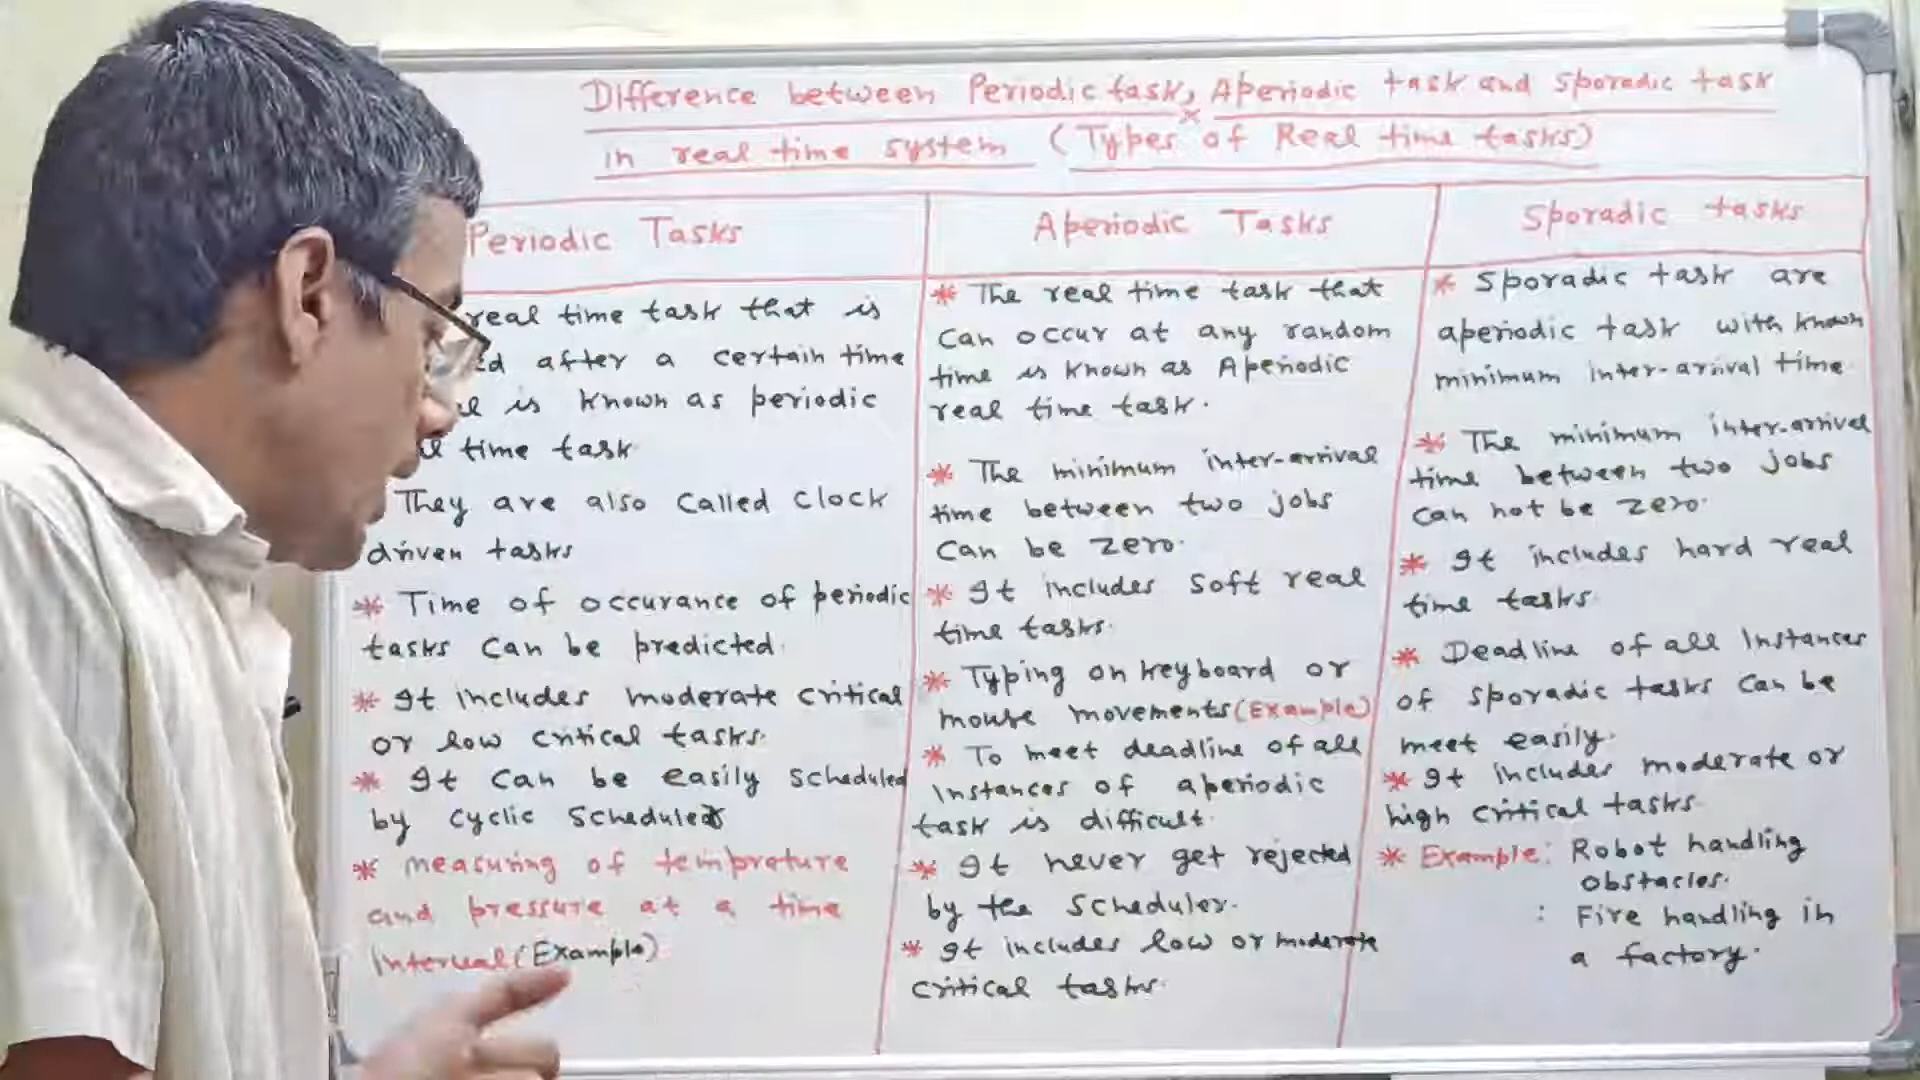 Difference between Periodic task, Aperiodic task and Sporadic task
in real time system (Types of Real time tasks)
Periodic Tasks
real time task that is
after a certain time
is known as periodic
time task.
They are also called clock
driven tasks
* Time of occurance of periodic
tasks can be predicted.
* It includes moderate critical
or low critical tasks.
* It can be easily scheduled
by cyclic
* measuring of temprature
and pressure at a time
interval (Example)
Aperiodic Tasks
* The real time task that
can occur at any random
time is known as Aperiodic
real time task.
* The minimum inter-arrival
time between two jobs
can be zero.
* It includes soft real
time tasks.
* Typing on keyboard or
mouse movements (Example)
* To meet deadline of all
instances of aperiodic
task is difficult.
* It never get rejected
by the scheduler.
* It includes low or moderate
critical tasks.
Sporadic tasks
* Sporadic task are
aperiodic task with known
minimum inter-arrival time
* The minimum inter-arrival
time between two jobs
can not be zero.
* It includes hard real
time tasks.
* Deadline of all Instances
of sporadic tasks can be
meet easily.
* It includes moderate or
high critical tasks.
* Example: Robot handling
obstacles.
: Fire handling in
a factory.